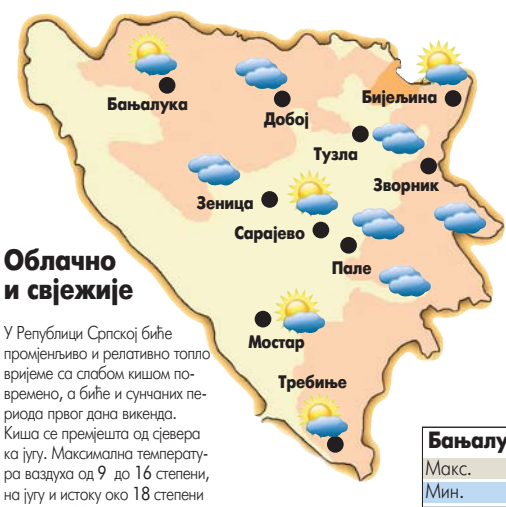 Бањалука
Добој
Бијељина
Тузла
Зворник
Зеница
Сарајево
Пале
Мостар
Требиње
Облачно
и свјежије
У Републици Српској биће
промјенљиво и релативно топло
вријеме са слабом кишом по-
времено, а биће и сунчаних пе-
риода првог дана викенда.
Киша се премјешта од сјевера
ка југу. Максимална температу-
ра ваздуха од 9 до 16 степени,
на југу и истоку око 18 степени
Бањалу
Макс.
Мин.